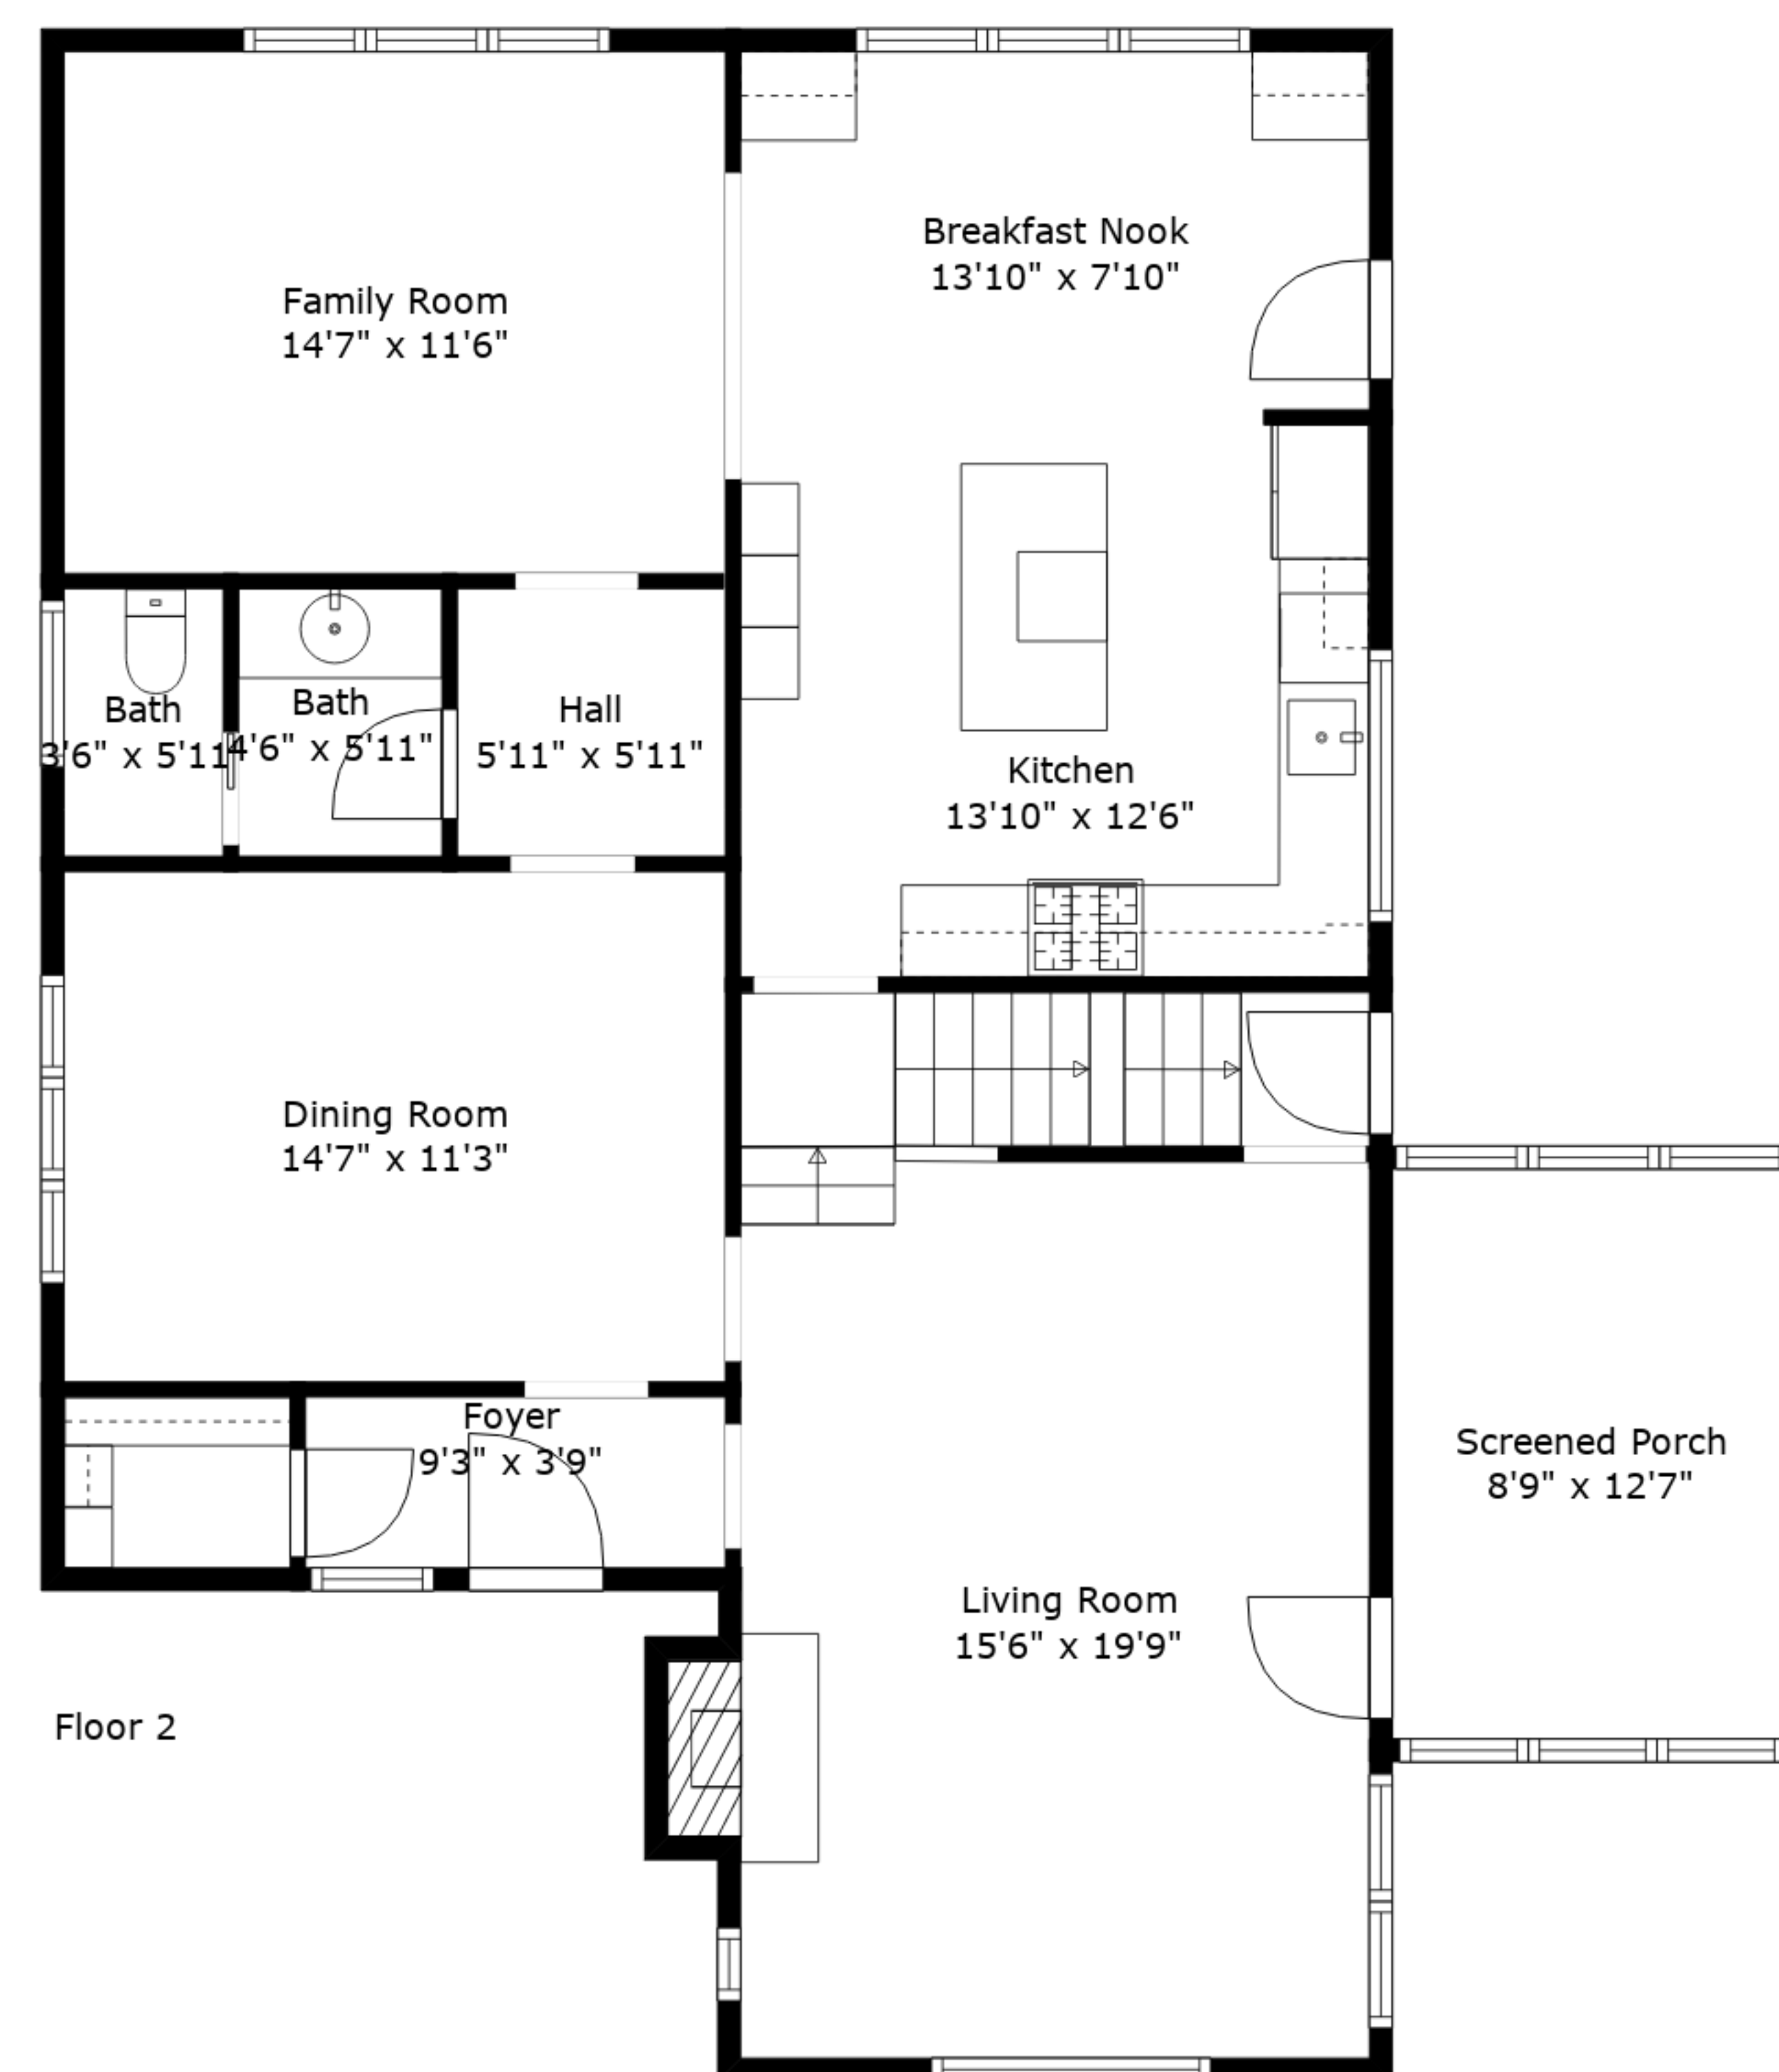 Breakfast Nook
13'10" x 7'10"
Family Room
14'7" x 11'6"
Bath
3'6" x 5'11
Bath
4'6" x 5'11"
Hall
5'11" x 5'11"
Kitchen
13'10" x 12'6"
Dining Room
14'7" x 11'3"
Foyer
9'3" x 3'9"
Screened Porch
8'9" x 12'7"
Living Room
15'6" x 19'9"
Floor 2